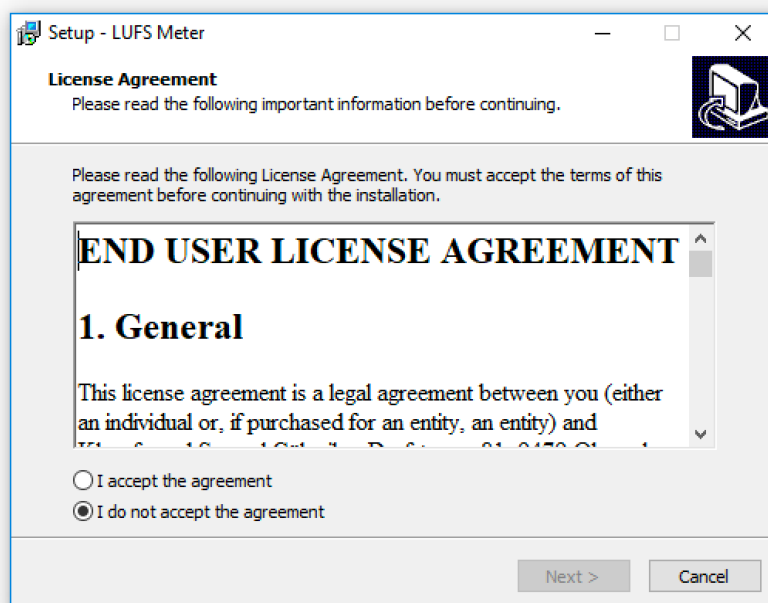 Setup - LUFS Meter
License Agreement
Please read the following important information before continuing.
Please read the following License Agreement. You must accept the terms of this
agreement before continuing with the installation.
END USER LICENSE AGREEMENT
1. General
This license agreement is a legal agreement between you (either
an individual or, if purchased for an entity, an entity) and
I accept the agreement
I do not accept the agreement
Next >
Cancel